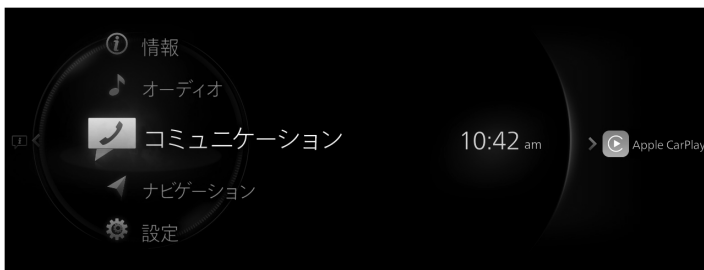 情報
オーディオ
コミュニケーション
ナビゲーション
設定
10:42 am
Apple CarPlay